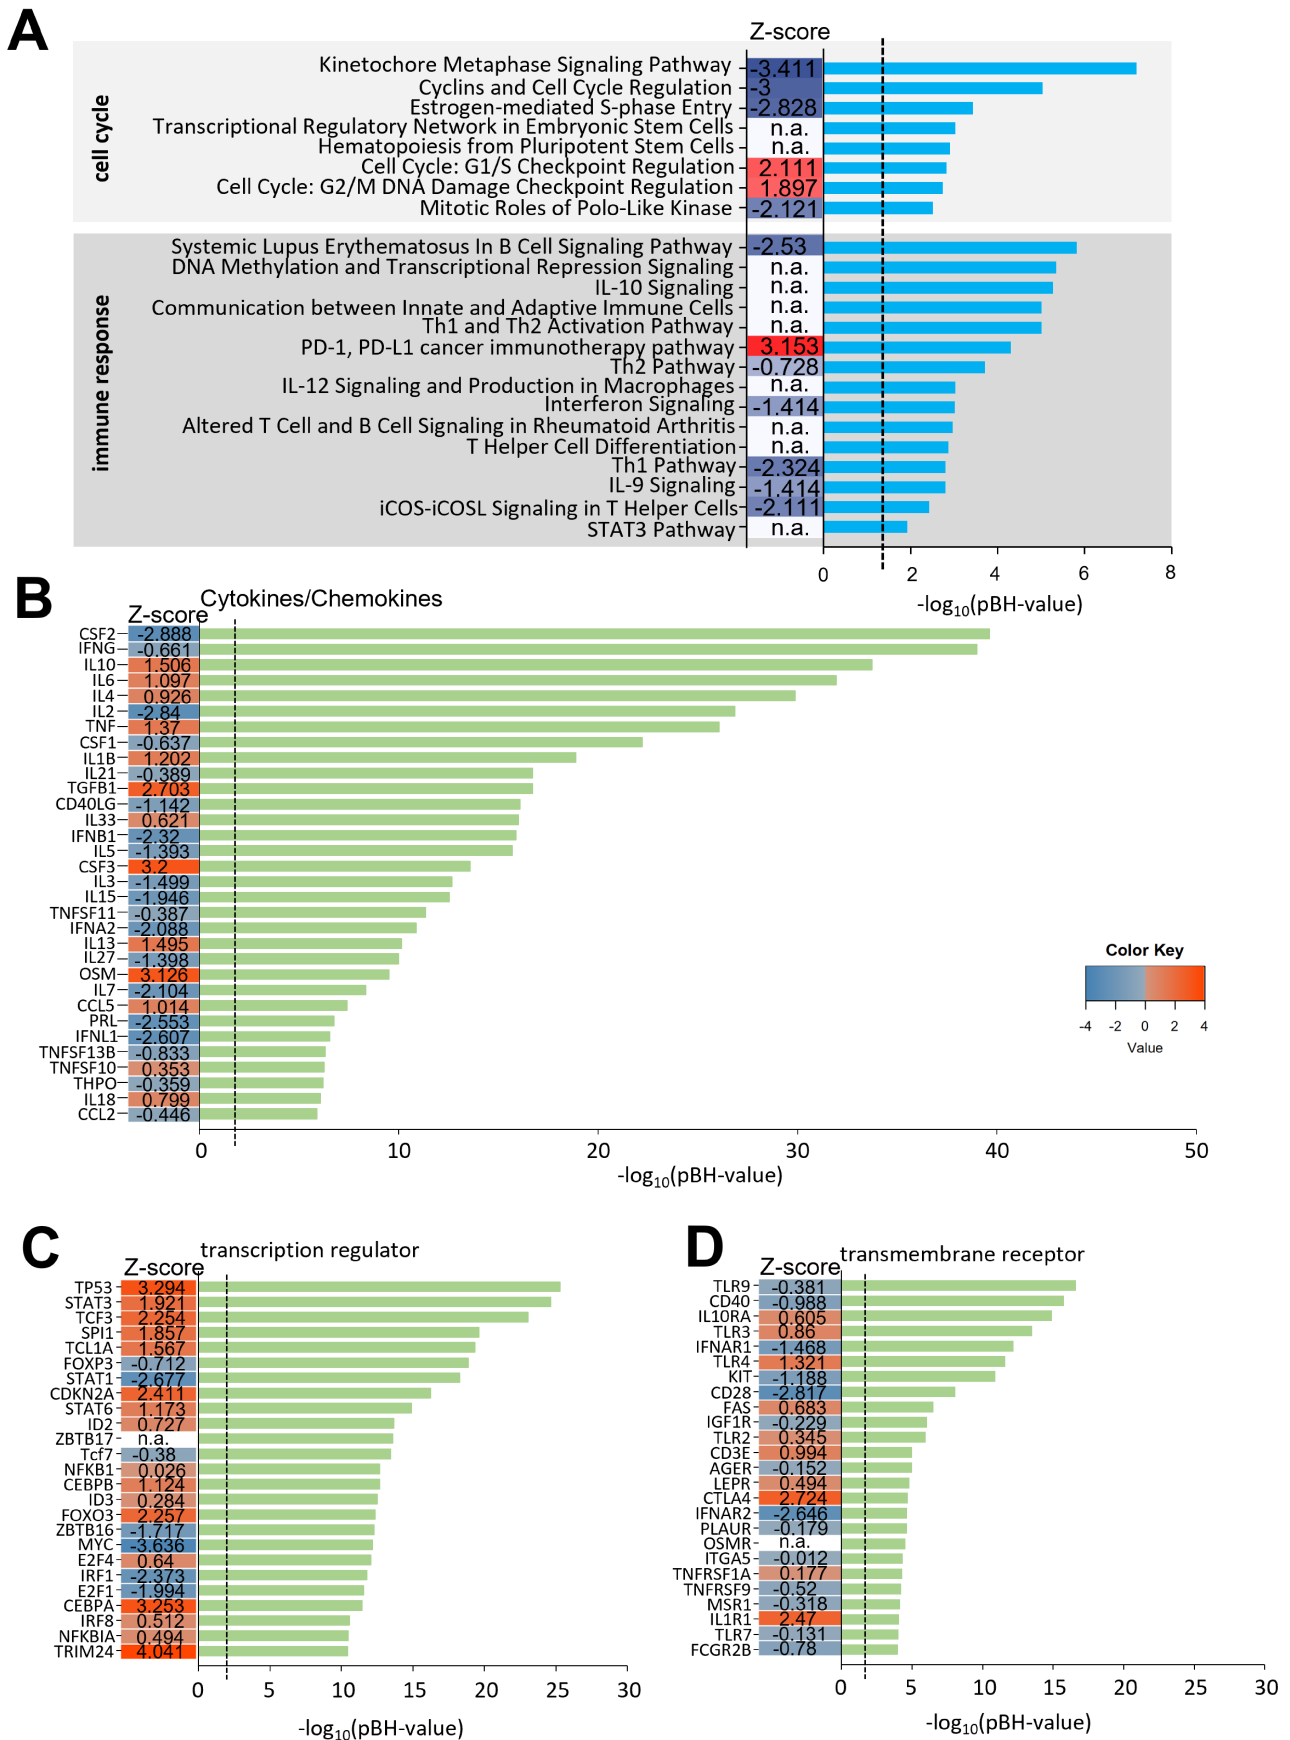 A
Z-score
cell cycle
Kinetochore Metaphase Signaling Pathway -3.411
Cyclins and Cell Cycle Regulation -3
Estrogen-mediated S-phase Entry -2.828
Transcriptional Regulatory Network in Embryonic Stem Cells n.a.
Hematopoiesis from Pluripotent Stem Cells n.a.
Cell Cycle: G1/S Checkpoint Regulation 2.111
Cell Cycle: G2/M DNA Damage Checkpoint Regulation 1.897
Mitotic Roles of Polo-Like Kinase -2.121
immune response
Systemic Lupus Erythematosus In B Cell Signaling Pathway -2.53
DNA Methylation and Transcriptional Repression Signaling n.a.
IL-10 Signaling n.a.
Communication between Innate and Adaptive Immune Cells n.a.
Th1 and Th2 Activation Pathway n.a.
PD-1, PD-L1 cancer immunotherapy pathway 3.153
Th2 Pathway -0.728
IL-12 Signaling and Production in Macrophages n.a.
Interferon Signaling -1.414
Altered T Cell and B Cell Signaling in Rheumatoid Arthritis n.a.
T Helper Cell Differentiation n.a.
Th1 Pathway -2.324
IL-9 Signaling -1.414
iCOS-iCOSL Signaling in T Helper Cells -2.111
STAT3 Pathway n.a.
0 2 4 6 8
-log10(pBH-value)
B
Cytokines/Chemokines
Z-score
CSF2 -2.888
IFNG -0.661
IL10 1.506
IL6 1.097
IL4 0.926
IL2 -2.84
TNF 1.37
CSF1 -0.637
IL1B 1.202
IL21 -0.389
TGFB1 2.703
CD40LG -1.142
IL33 0.621
IFNB1 -2.32
IL5 -1.393
CSF3 3.2
IL3 -1.499
IL15 -1.946
TNFSF11 -0.387
IFNA2 -2.088
IL13 1.495
IL27 -1.398
OSM 3.126
IL7 -2.104
CCL5 1.014
PRL -2.553
IFNL1 -2.607
TNFSF13B -0.833
TNFSF10 0.353
THPO -0.359
IL18 0.799
CCL2 -0.446
0 10 20 30 40 50
-log10(pBH-value)
Color Key
-4 -2 0 2 4
Value
C
transcription regulator
Z-score
TP53 3.294
STAT3 1.921
TCF3 2.254
SPI1 1.857
TCL1A 1.567
FOXP3 -0.712
STAT1 -2.677
CDKN2A 2.411
STAT6 1.173
ID2 0.727
ZBTB17 n.a.
Tcf7 -0.38
NFKB1 0.026
CEBPB 1.124
ID3 0.284
FOXO3 2.257
ZBTB16 -1.717
MYC -3.636
E2F4 0.64
IRF1 -2.373
E2F1 -1.994
CEBPA 3.253
IRF8 0.512
NFKBIA 0.494
TRIM24 4.041
0 5 10 15 20 25 30
-log10(pBH-value)
D
transmembrane receptor
Z-score
TLR9 -0.381
CD40 -0.988
IL10RA 0.605
TLR3 0.86
IFNAR1 -1.468
TLR4 1.321
KIT -1.188
CD28 -2.817
FAS 0.683
IGF1R -0.229
TLR2 0.345
CD3E 0.994
AGER -0.152
LEPR 0.494
CTLA4 2.724
IFNAR2 -2.646
PLAUR -0.179
OSMR n.a.
ITGA5 -0.012
TNFRSF1A 0.177
TNFRSF9 -0.52
MSR1 -0.318
IL1R1 2.47
TLR7 -0.131
FCGR2B -0.78
0 5 10 15 20 25 30
-log10(pBH-value)